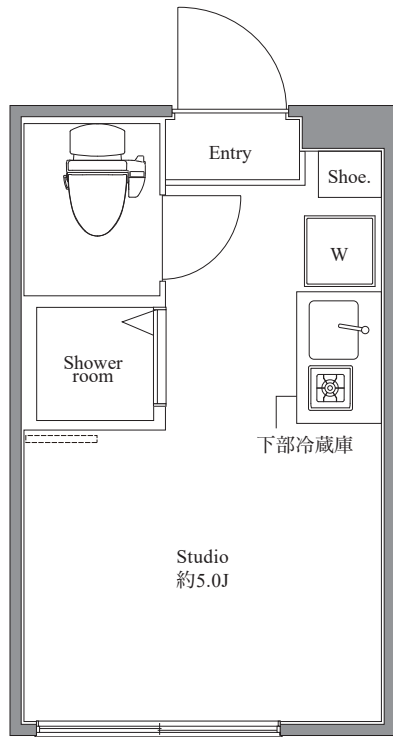 Entry
Shoe.
W
Shower
room
下部冷蔵庫
Studio
約5.0J